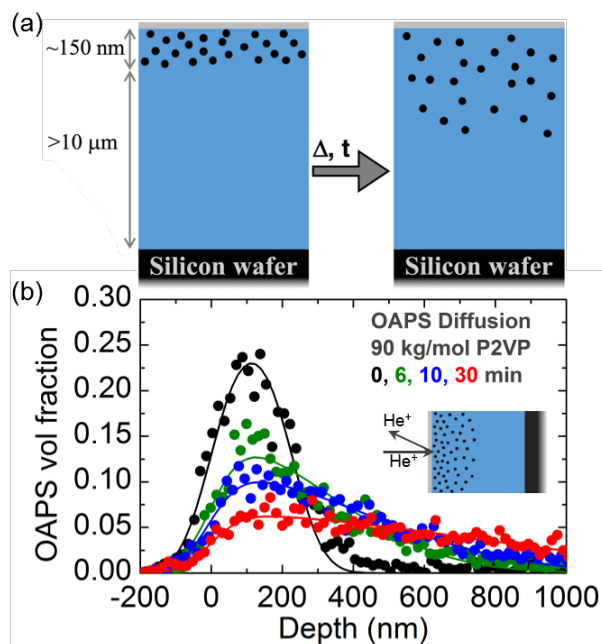 (a)
~150 nm
>10 µm
Δ, t
Silicon wafer
Silicon wafer
(b)
OAPS vol fraction
0.30
0.25
0.20
0.15
0.10
0.05
0.00
OAPS Diffusion
90 kg/mol P2VP
0, 6, 10, 30 min
He⁺
He⁺
-200 0 200 400 600 800 1000
Depth (nm)